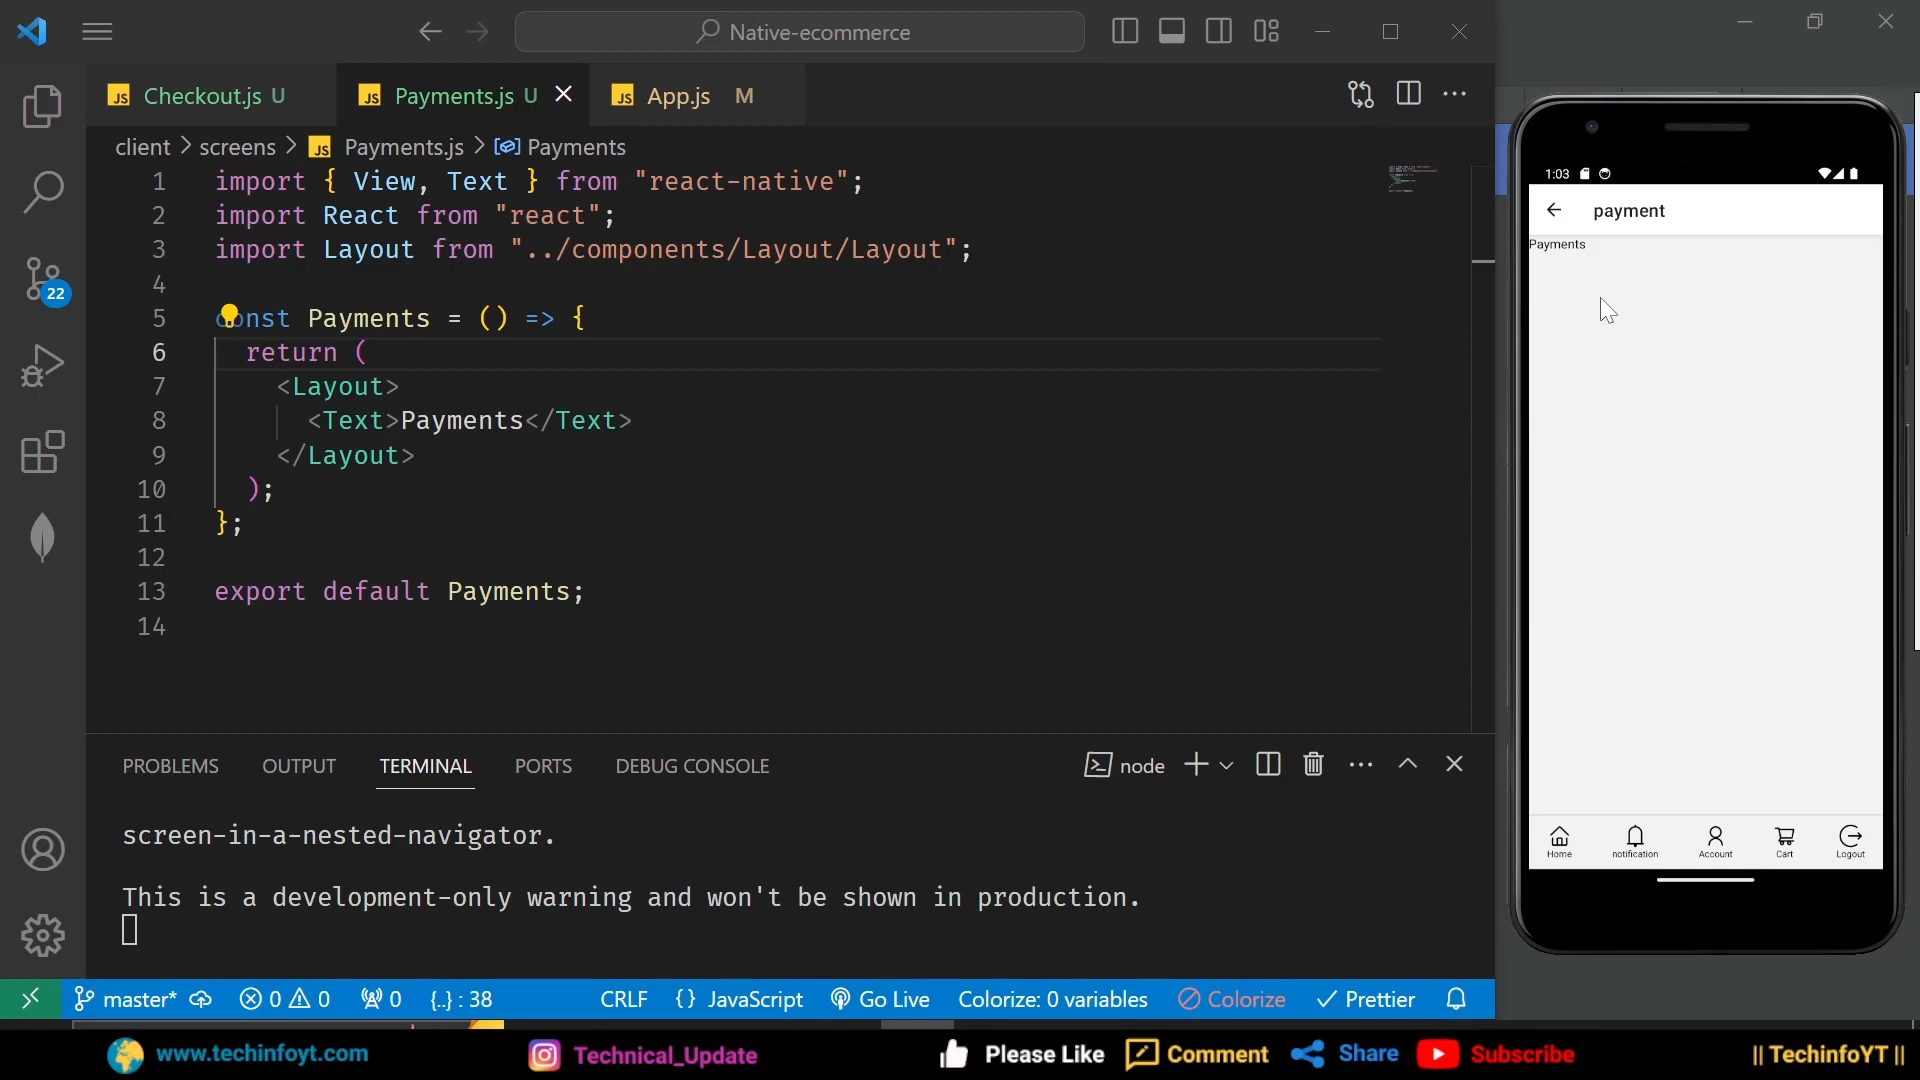 Native-ecommerce
Checkout.js U
Payments.js U
App.js M
client > screens > JS Payments.js > Payments
1 import { View, Text } from "react-native";
2 import React from "react";
3 import Layout from "../components/Layout/Layout";
4
5 const Payments = () => {
6 return (
7 <Layout>
8 <Text>Payments</Text>
9 </Layout>
10 );
11 };
12
13 export default Payments;
14
22
PROBLEMS OUTPUT TERMINAL PORTS DEBUG CONSOLE
node
screen-in-a-nested-navigator.
This is a development-only warning and won't be shown in production.
master* 0 0 0 {..} : 38 CRLF {} JavaScript Go Live Colorize: 0 variables Colorize Prettier
1:03
payment
Payments
Home notification Account Cart Logout
www.techinfoyt.com Technical_Update Please Like Comment Share Subscribe || TechinfoYT ||